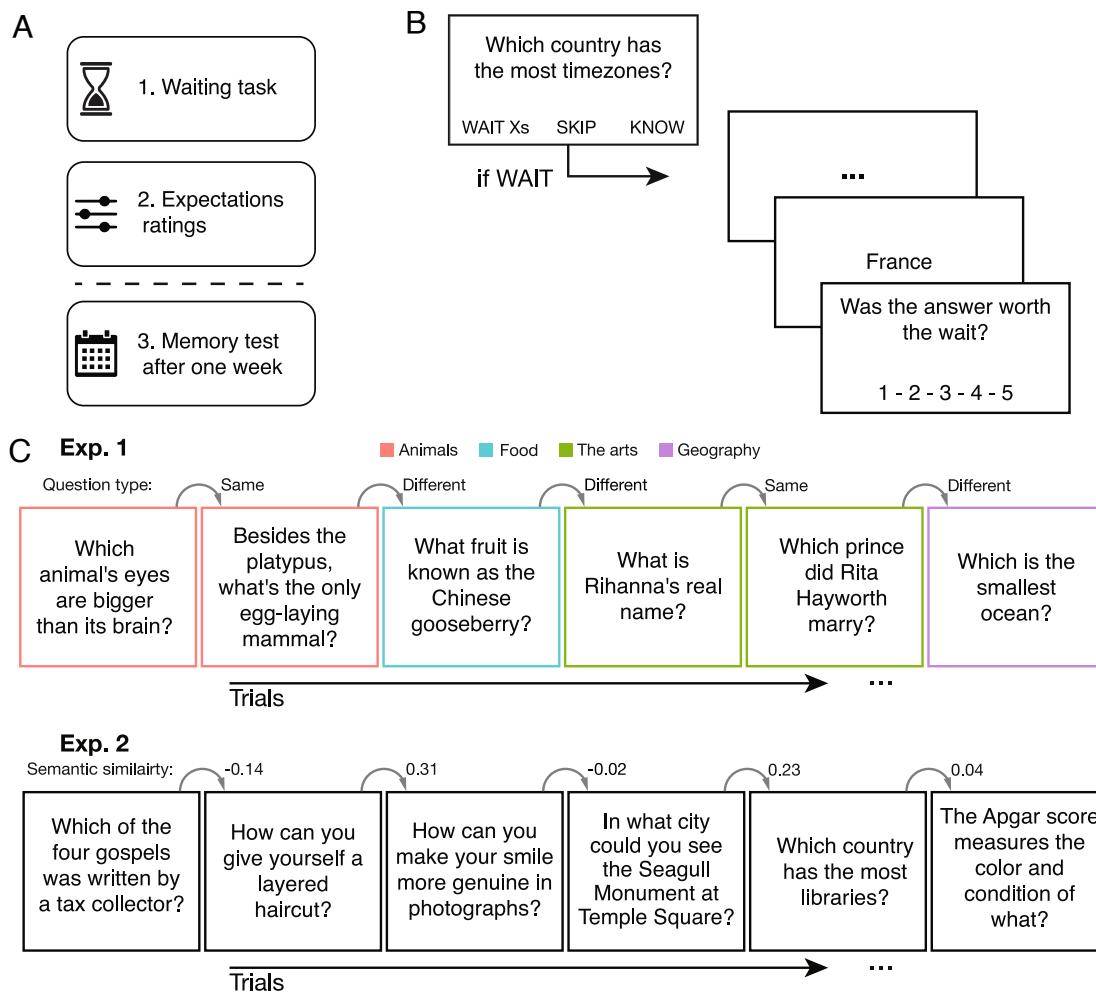 A
1. Waiting task
2. Expectations
ratings
3. Memory test
after one week
B
Which country has
the most timezones?
WAIT Xs SKIP KNOW
if WAIT
...
France
Was the answer worth
the wait?
1 - 2 - 3 - 4 - 5
C
Exp. 1
Animals Food The arts Geography
Question type: Same Different Different Same Different
Which
animal's eyes
are bigger
than its brain?
Besides the
platypus,
what's the only
egg-laying
mammal?
What fruit is
known as the
Chinese
gooseberry?
What is
Rihanna's real
name?
Which prince
did Rita
Hayworth
marry?
Which is the
smallest
ocean?
Trials
...
Exp. 2
Semantic similairty: -0.14 0.31 -0.02 0.23 0.04
Which of the
four gospels
was written by
a tax collector?
How can you
give yourself a
layered
haircut?
How can you
make your smile
more genuine in
photographs?
In what city
could you see
the Seagull
Monument at
Temple Square?
Which country
has the most
libraries?
The Apgar score
measures the
color and
condition of
what?
Trials
...